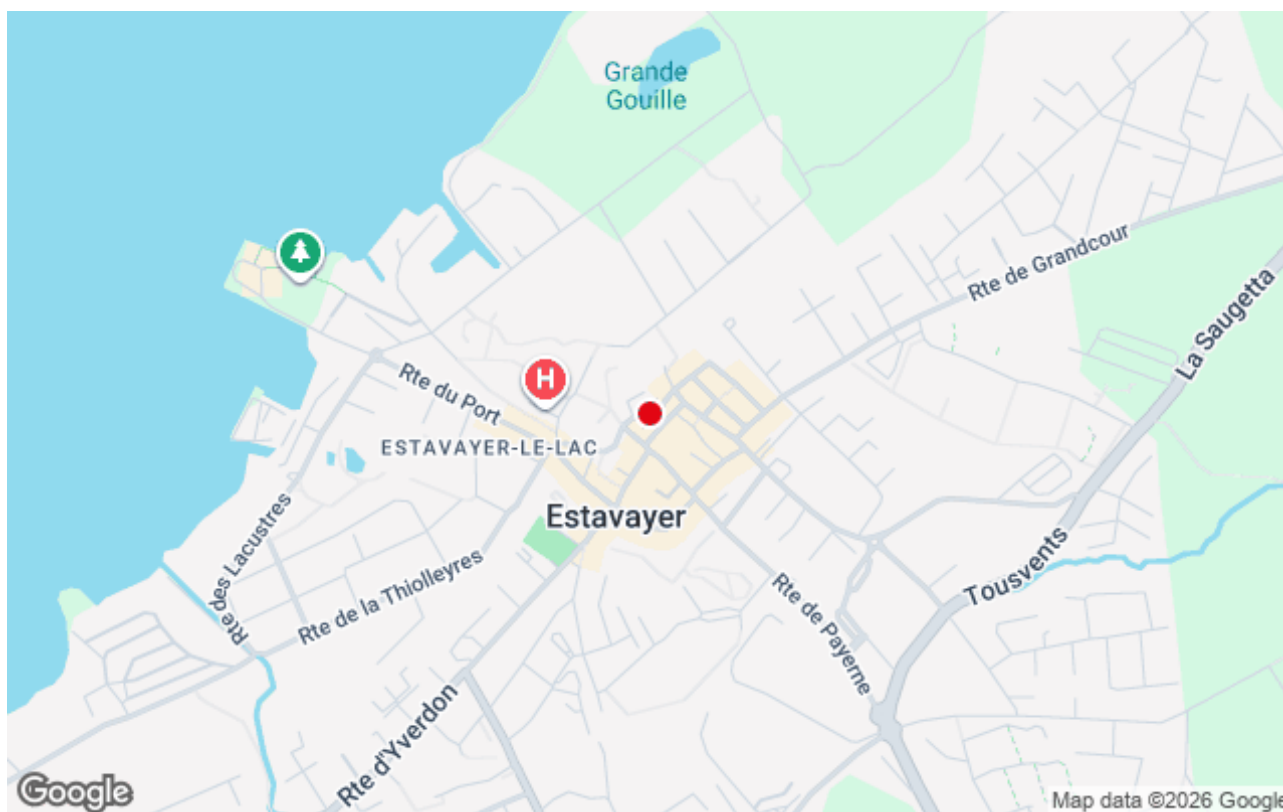 Grande
Gouille
Rte de Grandcour
La Saugetta
H
Rte du Port
ESTAVAYER-LE-LAC
Estavayer
Rte des Lacustres
Rte de la Thiolleyres
Tousvents
Rte de Payerne
Rte d'Yverdon
Google
Map data ©2026 Google